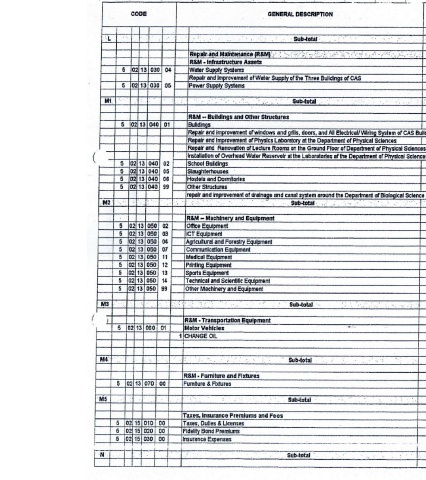 CODE GENERAL DESCRIPTION
L Sub-total
Repair and Maintenance (R&M)
R&M - Infrastructure Assets
5 02 13 030 04 Water Supply Systems
Repair and Improvement of Water Supply of the Three Buildings of CAS
5 02 13 030 05 Power Supply Systems
M1 Sub-total
R&M -- Buildings and Other Structures
5 02 13 040 01 Buildings
Repair and improvement of windows and grills, doors, and All Electrical/ Wiring System of CAS
Repair and improvement of Physics Laboratory at the Department of Physical Sciences
Repair and Renovation of Lecture Rooms at the Ground Floor of Department of Physical Sciences
Installation of Overhead Water Reservoir at the Laboratories of the Department of Physical Science
5 02 13 040 02 School Buildings
5 02 13 040 05 Slaughterhouses
5 02 13 040 06 Hostels and Dormitories
5 02 13 040 99 Other Structures
repair and improvement of drainage and canal system around the Department of Biological Science
M2 Sub-total
R&M -- Machinery and Equipment
5 02 13 050 02 Office Equipment
5 02 13 050 03 ICT Equipment
5 02 13 050 04 Agricultural and Forestry Equipment
5 02 13 050 07 Communication Equipment
5 02 13 050 11 Medical Equipment
5 02 13 050 12 Printing Equipment
5 02 13 050 13 Sports Equipment
5 02 13 050 14 Technical and Scientific Equipment
5 02 13 050 99 Other Machinery and Equipment
M3 Sub-total
R&M - Transportation Equipment
5 02 13 060 01 Motor Vehicles
1 CHANGE OIL
M4 Sub-total
R&M - Furniture and Fixtures
5 02 13 070 00 Furniture & Fixtures
M5 Sub-total
Taxes, Insurance Premiums and Fees
5 02 15 010 00 Taxes, Duties & Licenses
5 02 15 020 00 Fidelity Bond Premiums
5 02 15 030 00 Insurance Expenses
N Sub-total